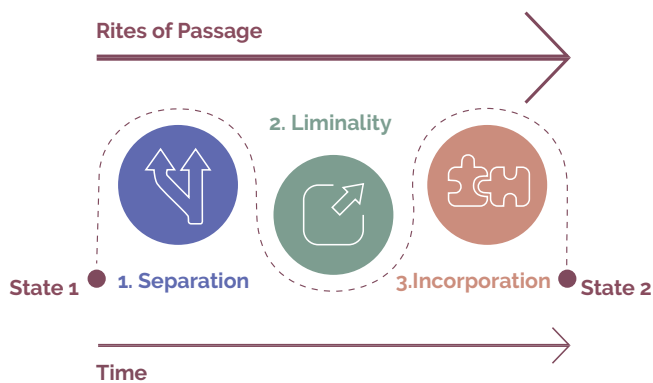 Rites of Passage
2. Liminality
State 1
1. Separation
3.Incorporation
State 2
Time